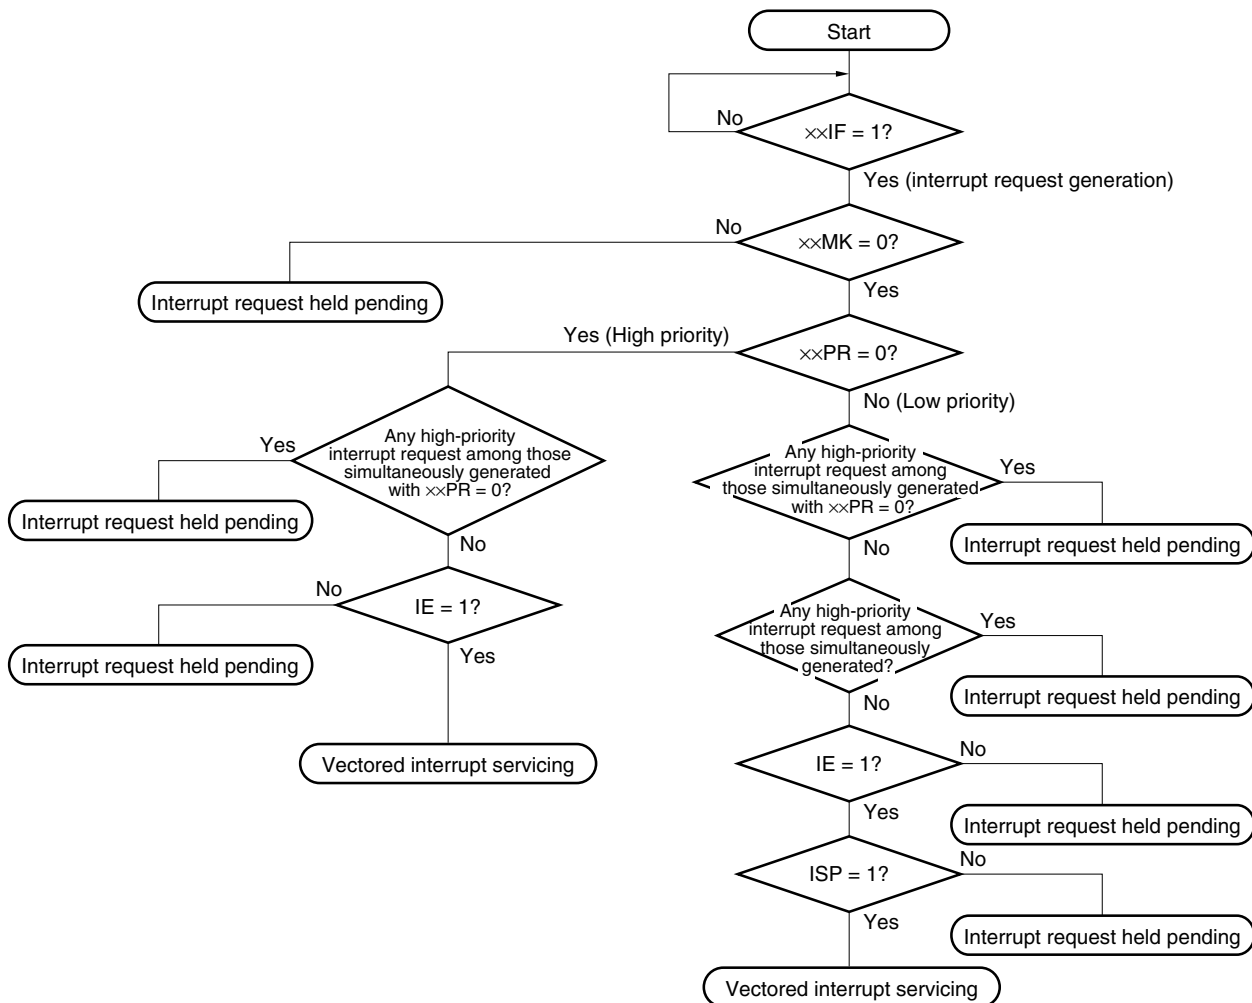 Start
No
××IF = 1?
Yes (interrupt request generation)
No
××MK = 0?
Interrupt request held pending
Yes
Yes (High priority)
××PR = 0?
No (Low priority)
Yes
Any high-priority
interrupt request among those
simultaneously generated
with ××PR = 0?
Any high-priority
interrupt request among
those simultaneously generated
with ××PR = 0?
Yes
Interrupt request held pending
Interrupt request held pending
No
No
No
IE = 1?
Any high-priority
interrupt request among
those simultaneously
generated?
Yes
Interrupt request held pending
Yes
Interrupt request held pending
No
Vectored interrupt servicing
IE = 1?
No
Yes
Interrupt request held pending
ISP = 1?
No
Yes
Interrupt request held pending
Vectored interrupt servicing